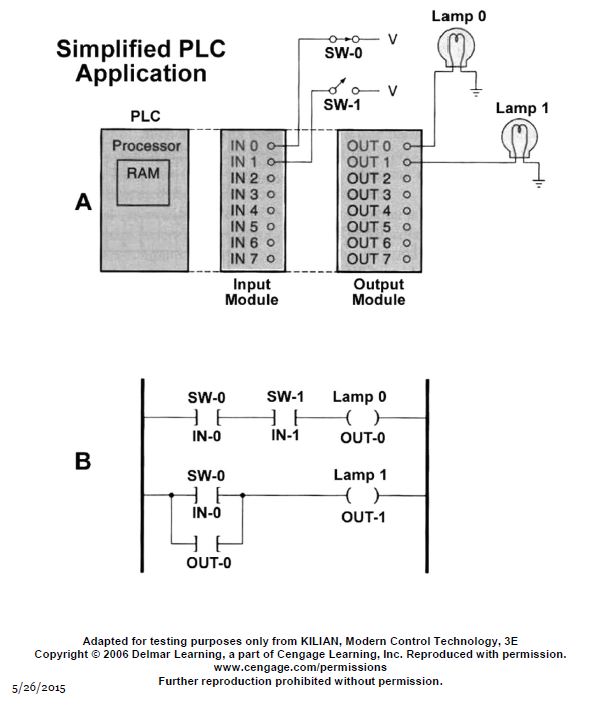 Simplified PLC
Application
Lamp 0
SW-0
V
SW-1
V
Lamp 1
PLC
Processor
RAM
A
IN 0
IN 1
IN 2
IN 3
IN 4
IN 5
IN 6
IN 7
OUT 0
OUT 1
OUT 2
OUT 3
OUT 4
OUT 5
OUT 6
OUT 7
Input
Module
Output
Module
B
SW-0 SW-1 Lamp 0
IN-0 IN-1 OUT-0
SW-0 Lamp 1
IN-0 OUT-1
OUT-0
Adapted for testing purposes only from KILIAN, Modern Control Technology, 3E
Copyright © 2006 Delmar Learning, a part of Cengage Learning, Inc. Reproduced with permission.
www.cengage.com/permissions
Further reproduction prohibited without permission.
5/26/2015